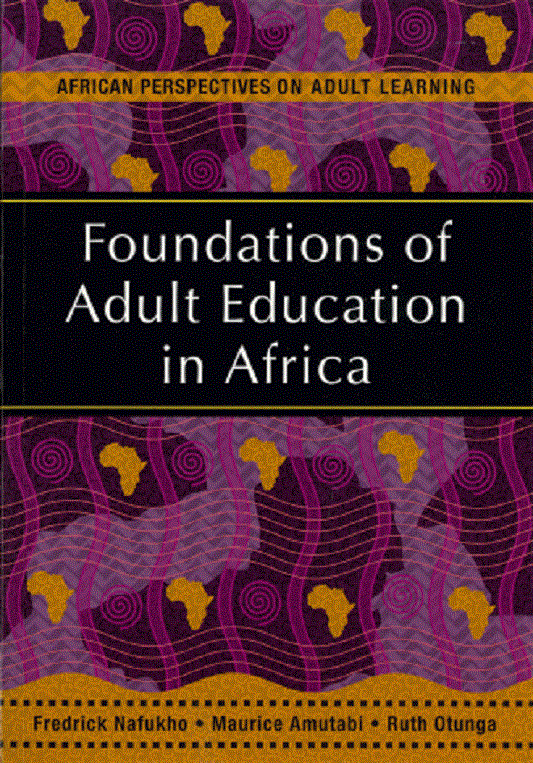 AFRICAN PERSPECTIVES ON ADULT LEARNING
Foundations of
Adult Education
in Africa
Fredrick Nafukho • Maurice Amutabi • Ruth Otunga